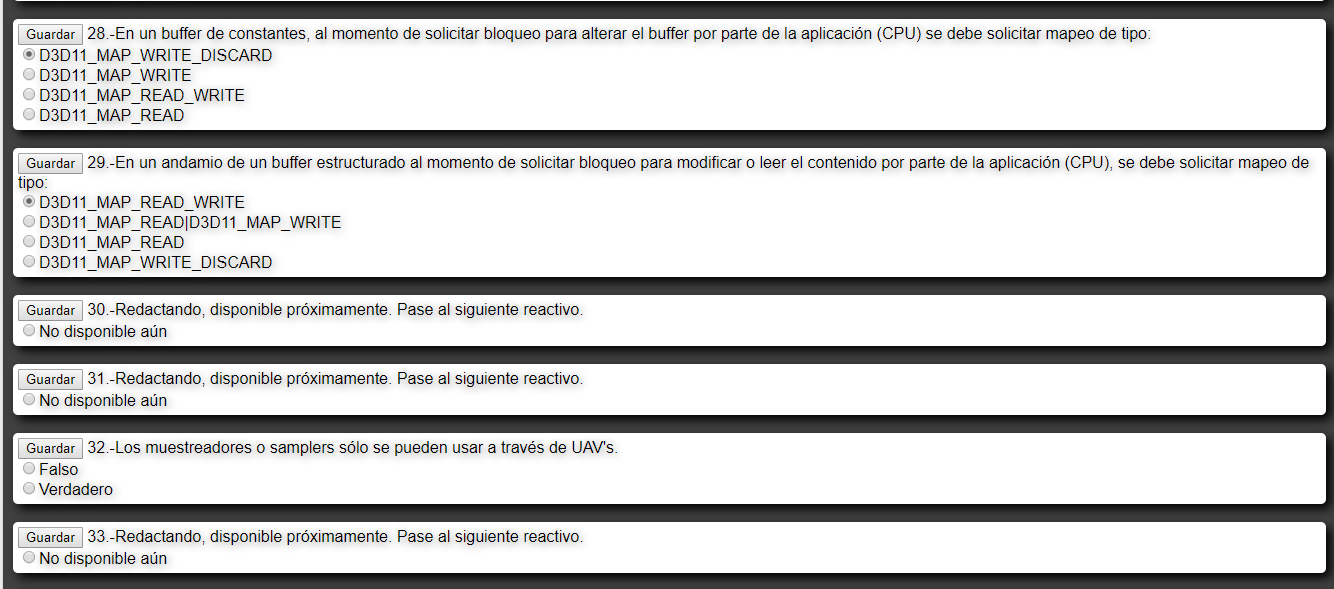 Guardar 28.-En un buffer de constantes, al momento de solicitar bloqueo para alterar el buffer por parte de la aplicación (CPU) se debe solicitar mapeo de tipo:
D3D11_MAP_WRITE_DISCARD
D3D11_MAP_WRITE
D3D11_MAP_READ_WRITE
D3D11_MAP_READ
Guardar 29.-En un andamio de un buffer estructurado al momento de solicitar bloqueo para modificar o leer el contenido por parte de la aplicación (CPU), se debe solicitar mapeo de
tipo:
D3D11_MAP_READ_WRITE
D3D11_MAP_READ|D3D11_MAP_WRITE
D3D11_MAP_READ
D3D11_MAP_WRITE_DISCARD
Guardar 30.-Redactando, disponible próximamente. Pase al siguiente reactivo.
No disponible aún
Guardar 31.-Redactando, disponible próximamente. Pase al siguiente reactivo.
No disponible aún
Guardar 32.-Los muestreadores o samplers sólo se pueden usar a través de UAV's.
Falso
Verdadero
Guardar 33.-Redactando, disponible próximamente. Pase al siguiente reactivo.
No disponible aún